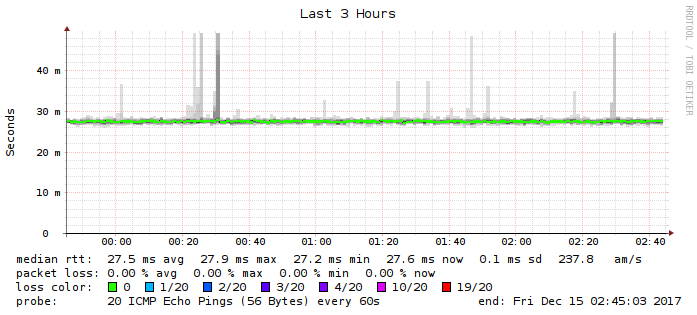 Last 3 Hours
RRDTOOL / TOBI OETIKER
Seconds
40 m
30 m
20 m
10 m
0
00:00 00:20 00:40 01:00 01:20 01:40 02:00 02:20 02:40
median rtt: 27.5 ms avg 27.9 ms max 27.2 ms min 27.6 ms now 0.1 ms sd 237.8 am/s
packet loss: 0.00 % avg 0.00 % max 0.00 % min 0.00 % now
loss color: 0 1/20 2/20 3/20 4/20 10/20 19/20
probe: 20 ICMP Echo Pings (56 Bytes) every 60s end: Fri Dec 15 02:45:03 2017